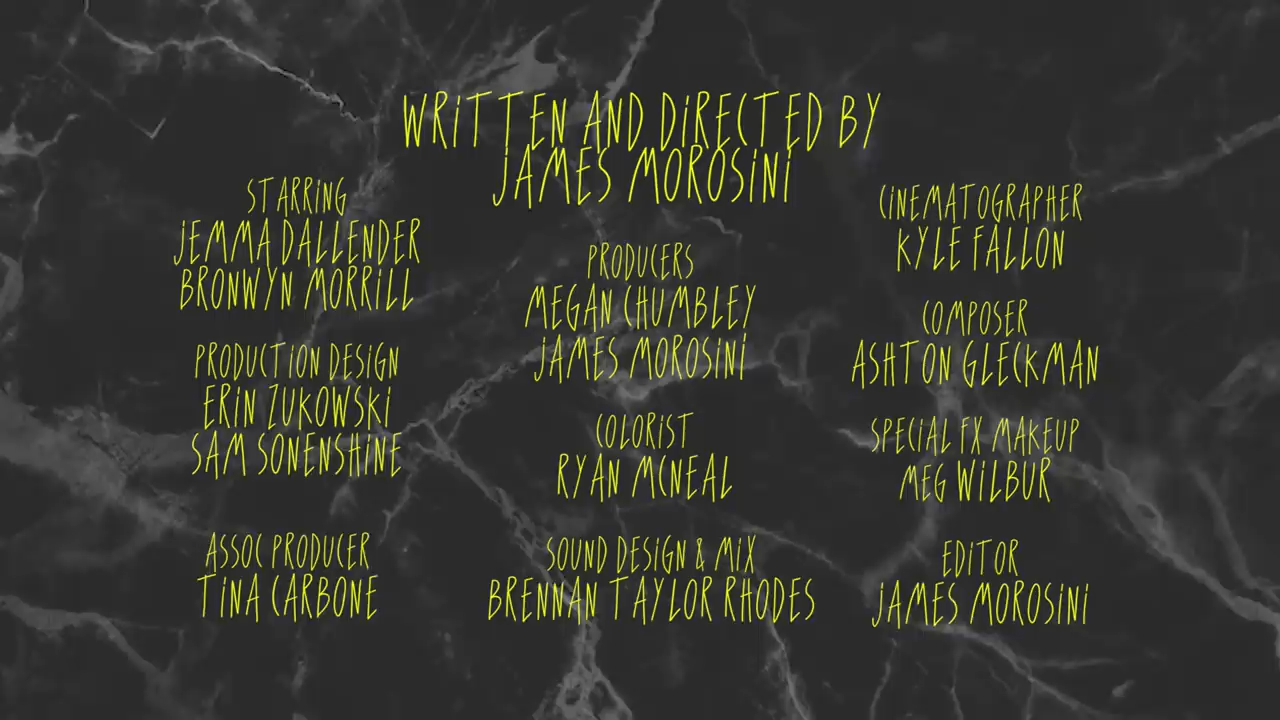 WRITTEN AND DIRECTED BY
JAMES MOROSINI
STARRING
JEMMA DALLENDER
BRONWYN MORRILL
PRODUCTION DESIGN
ERIN ZUKOWSKI
SAM SONENSHINE
ASSOC PRODUCER
TINA CARBONE
PRODUCERS
MEGAN CHUMBLEY
JAMES MOROSINI
COLORIST
RYAN MCNEAL
SOUND DESIGN & MIX
BRENNAN TAYLOR RHODES
CINEMATOGRAPHER
KYLE FALLON
COMPOSER
ASHTON GLECKMAN
SPECIAL FX MAKEUP
MEG WILBUR
EDITOR
JAMES MOROSINI